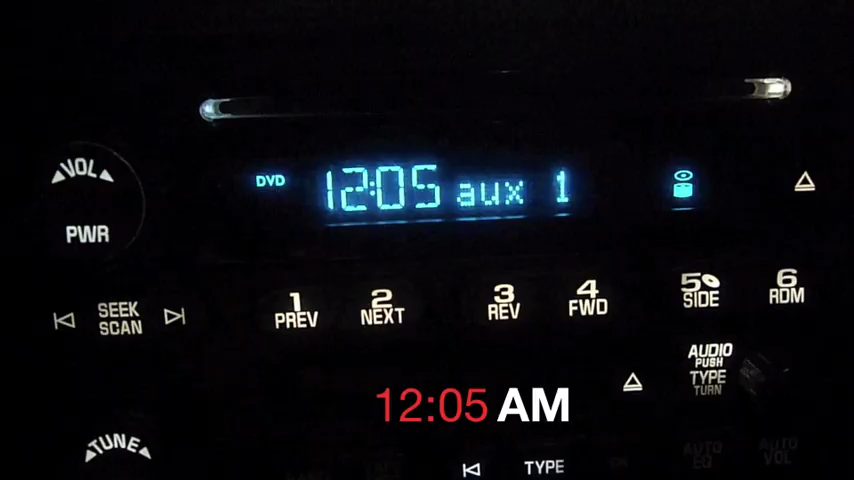 VOL
PWR
DVD 12:05 aux 1
SEEK
SCAN
1
PREV
2
NEXT
3
REV
4
FWD
5
SIDE
6
RDM
AUDIO
PUSH
TYPE
TURN
12:05 AM
TUNE
TYPE
AUTO
EQ
AUTO
VOL